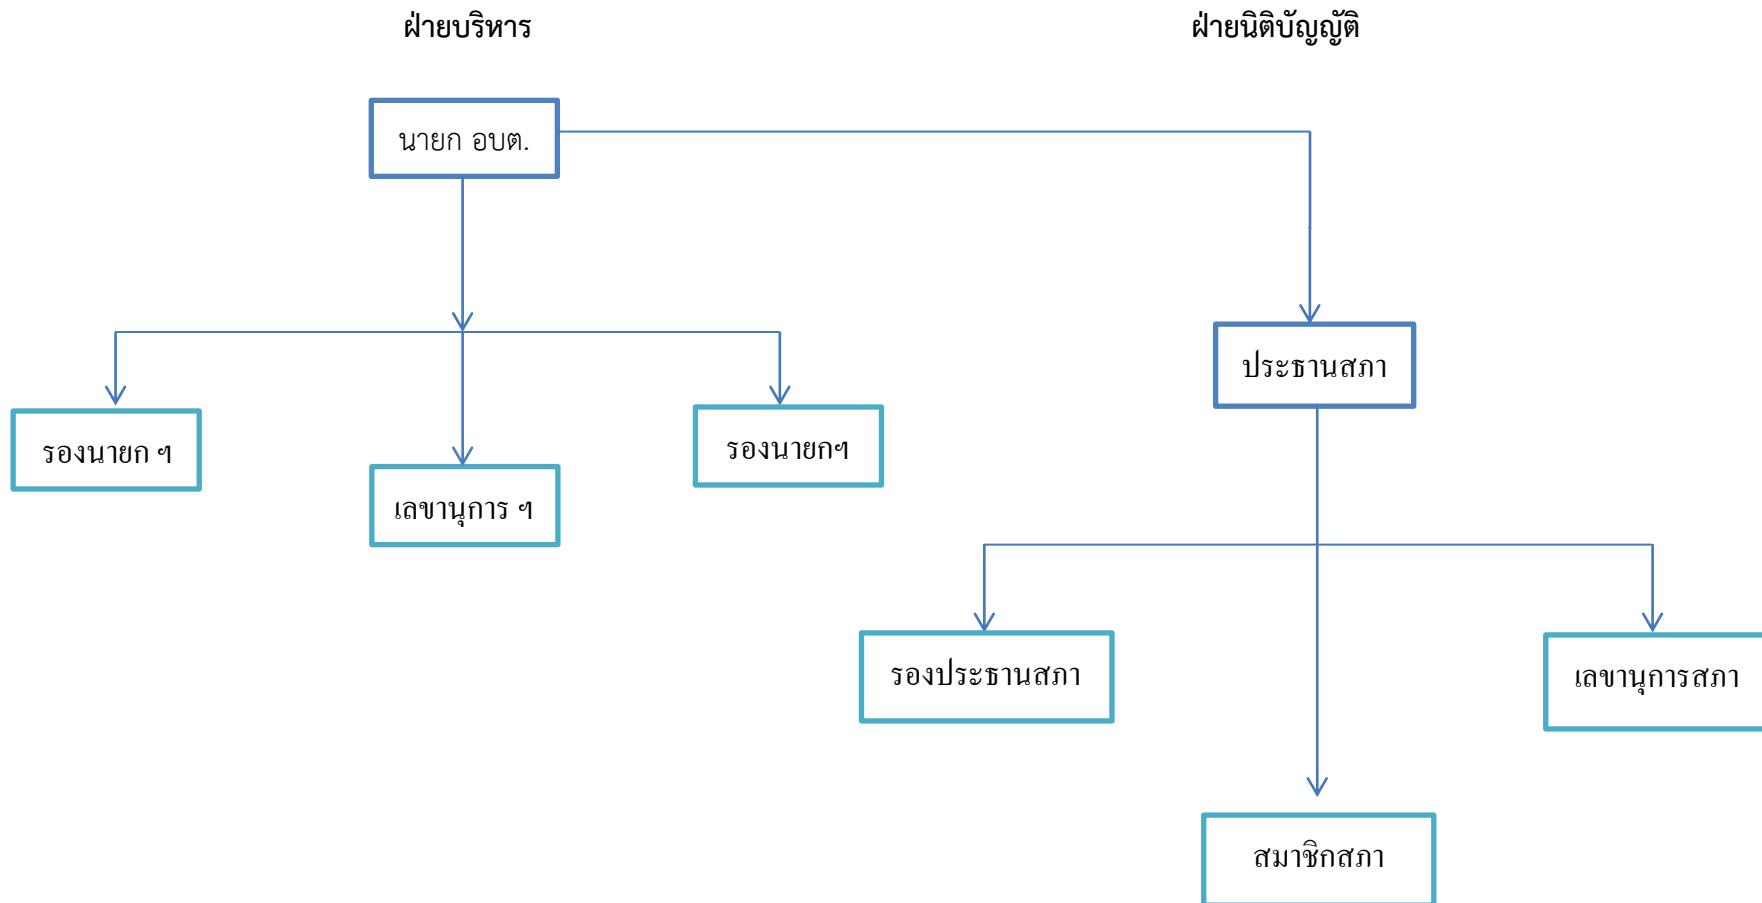 ฝ่ายบริหาร
ฝ่ายนิติบัญญัติ
นายก อบต.
ประธานสภา
รองนายก ฯ
เลขานุการ ฯ
รองนายกฯ
รองประธานสภา
เลขานุการสภา
สมาชิกสภา